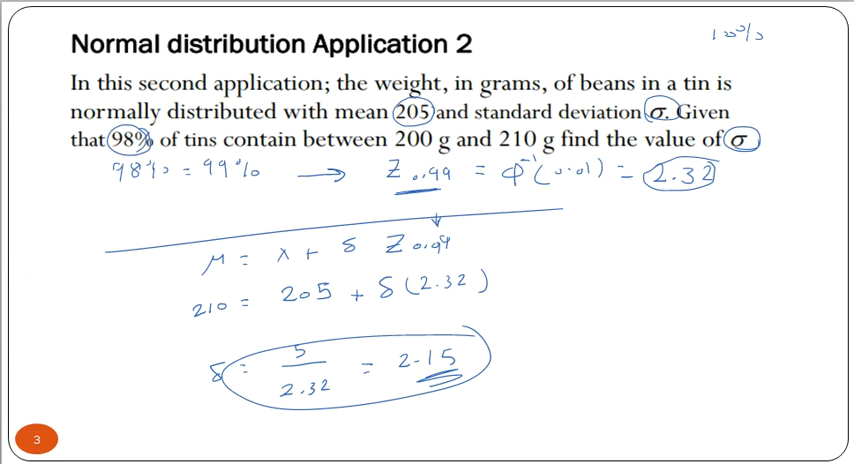 100%
Normal distribution Application 2
In this second application; the weight, in grams, of beans in a tin is
normally distributed with mean 205 and standard deviation σ. Given
that 98% of tins contain between 200 g and 210 g find the value of σ
98% = 99% → Z0.99 = Φ⁻¹(0.01) = 2.32
μ = x + δ Z0.99
210 = 205 + δ (2.32)
δ = 5/2.32 = 2.15
3